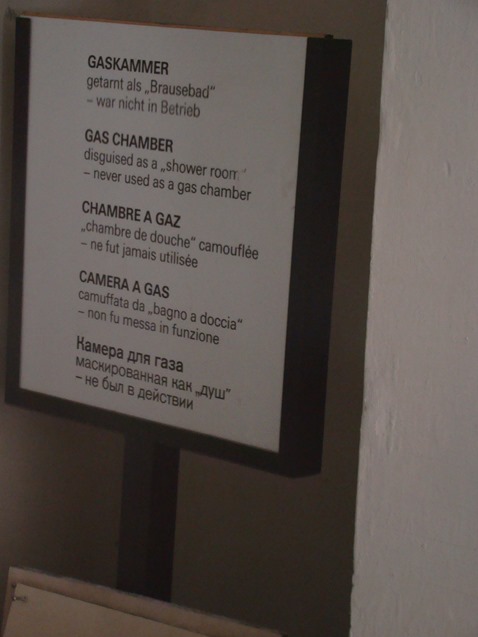 GASKAMMER
getarnt als „Brausebad“
– war nicht in Betrieb
GAS CHAMBER
disguised as a „shower room“
– never used as a gas chamber
CHAMBRE A GAZ
„chambre de douche“ camouflée
– ne fut jamais utilisée
CAMERA A GAS
camuffata da „bagno a doccia“
– non fu messa in funzione
Камера для газа
маскированная как „душ”
– не был в действии